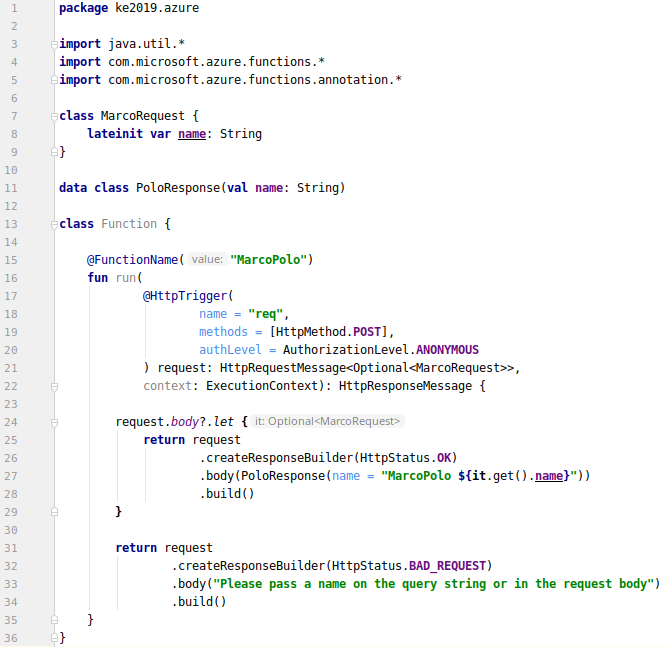 1 package ke2019.azure
2
3 import java.util.*
4 import com.microsoft.azure.functions.*
5 import com.microsoft.azure.functions.annotation.*
6
7 class MarcoRequest {
8     lateinit var name: String
9 }
10
11 data class PoloResponse(val name: String)
12
13 class Function {
14
15     @FunctionName( value: "MarcoPolo")
16     fun run(
17             @HttpTrigger(
18                     name = "req",
19                     methods = [HttpMethod.POST],
20                     authLevel = AuthorizationLevel.ANONYMOUS
21             ) request: HttpRequestMessage<Optional<MarcoRequest>>,
22             context: ExecutionContext): HttpResponseMessage {
23
24         request.body?.let { it: Optional<MarcoRequest>
25             return request
26                     .createResponseBuilder(HttpStatus.OK)
27                     .body(PoloResponse(name = "MarcoPolo ${it.get().name}"))
28                     .build()
29         }
30
31         return request
32                 .createResponseBuilder(HttpStatus.BAD_REQUEST)
33                 .body("Please pass a name on the query string or in the request body")
34                 .build()
35     }
36 }